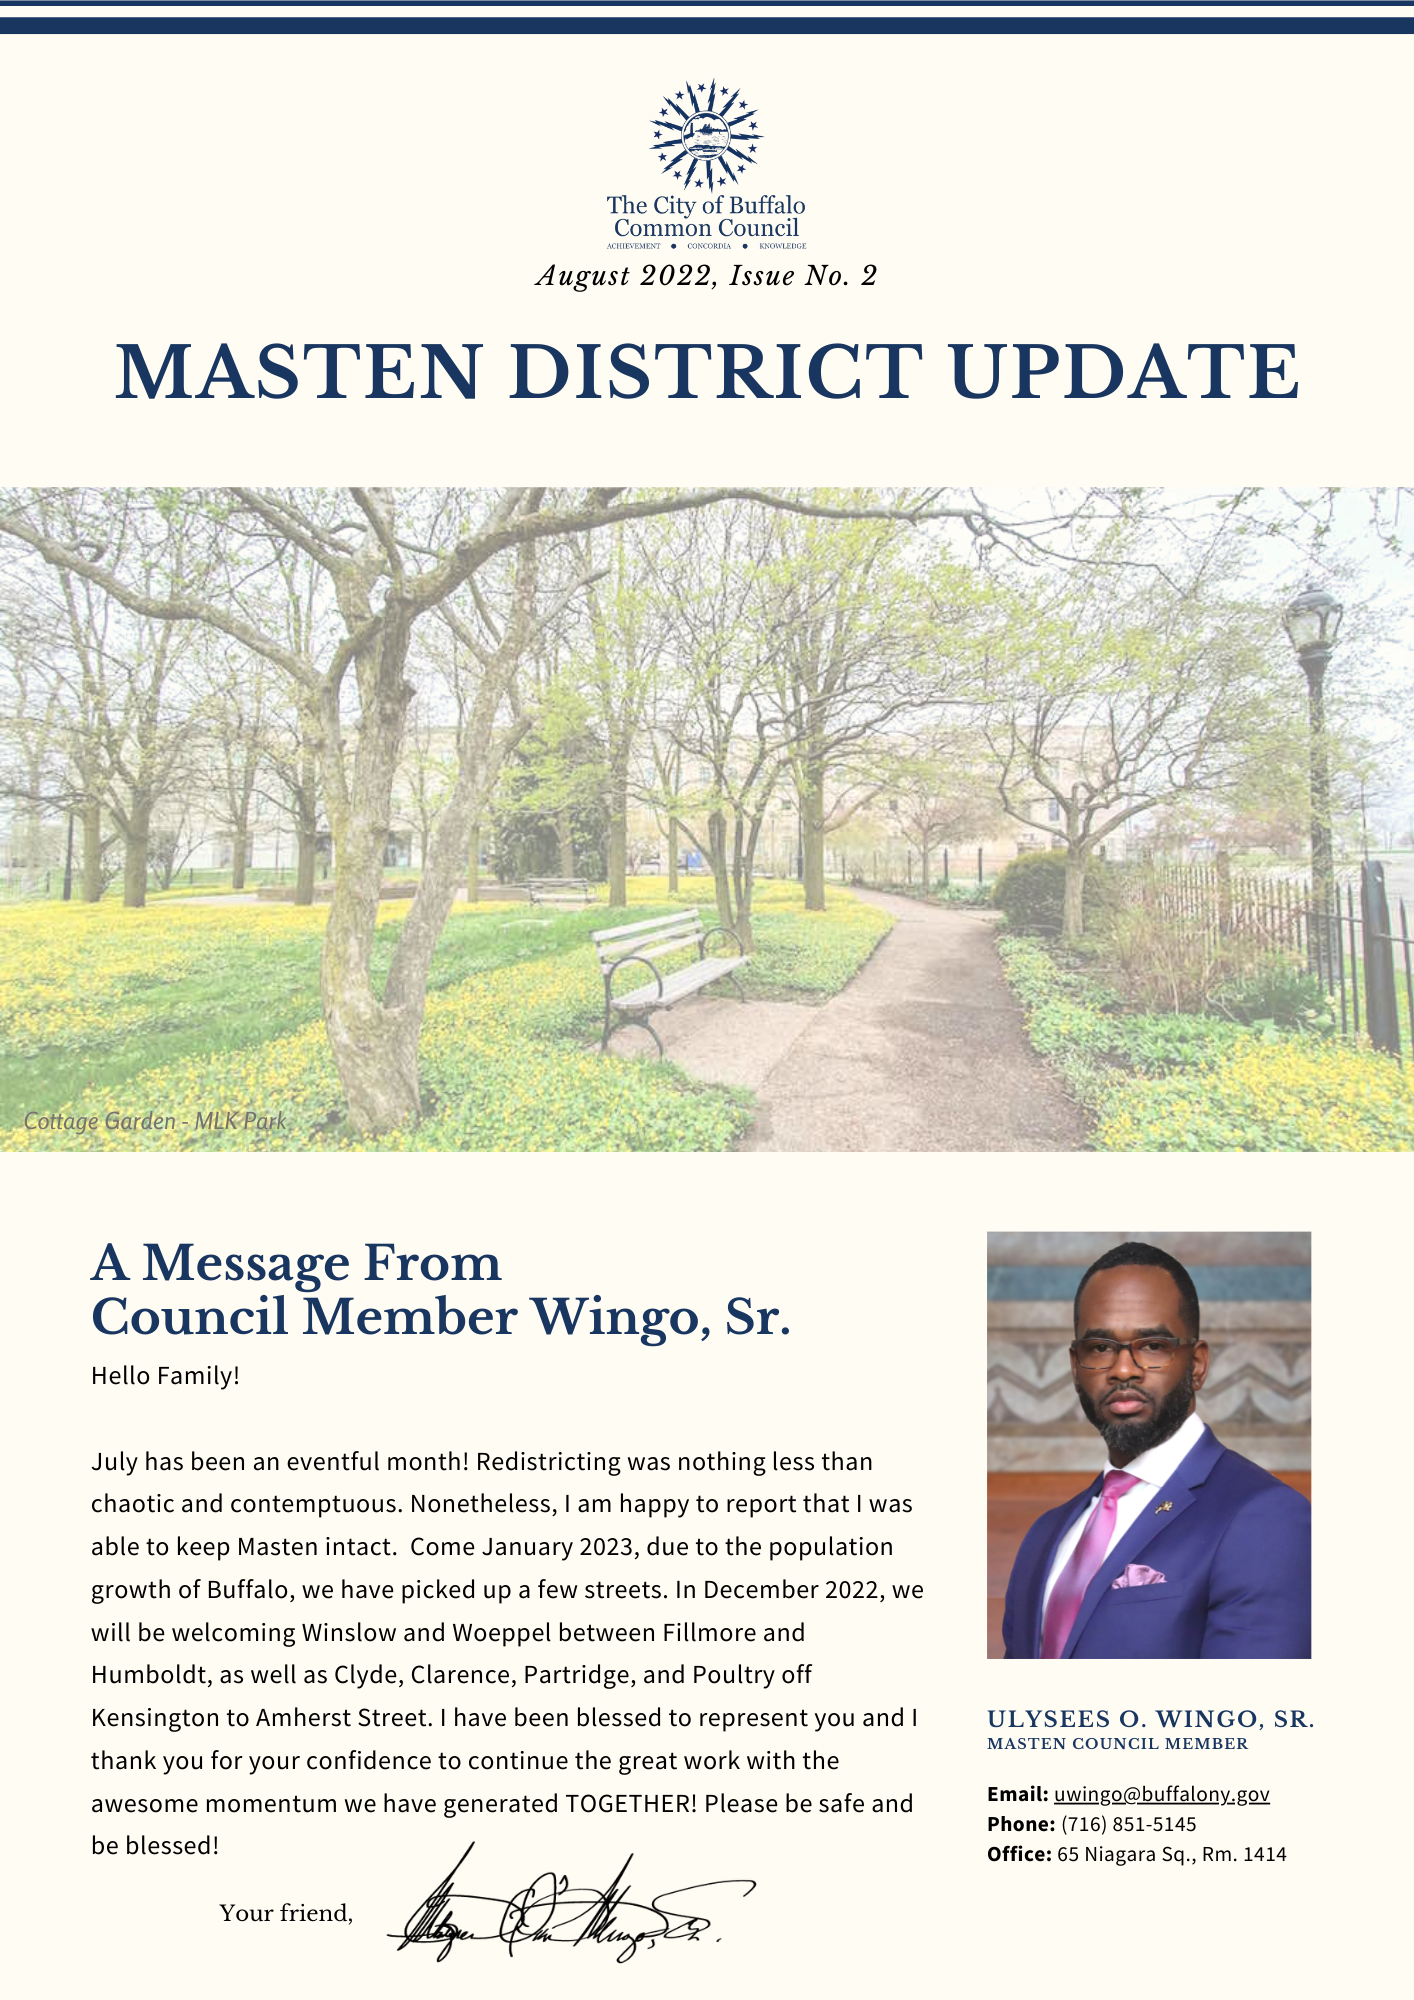 The City of Buffalo
Common Council
ACHIEVEMENT • CONCORDIA • KNOWLEDGE
August 2022, Issue No. 2
MASTEN DISTRICT UPDATE
Cottage Garden - MLK Park
A Message From
Council Member Wingo, Sr.
Hello Family!
July has been an eventful month! Redistricting was nothing less than
chaotic and contemptuous. Nonetheless, I am happy to report that I was
able to keep Masten intact.  Come January 2023, due to the population
growth of Buffalo, we have picked up a few streets. In December 2022, we
will be welcoming Winslow and Woeppel between Fillmore and
Humboldt, as well as Clyde, Clarence, Partridge, and Poultry off
Kensington to Amherst Street. I have been blessed to represent you and I
thank you for your confidence to continue the great work with the
awesome momentum we have generated TOGETHER! Please be safe and
be blessed!
Your friend,
ULYSEES O. WINGO, SR.
MASTEN COUNCIL MEMBER
Email: uwingo@buffalony.gov
Phone: (716) 851-5145
Office: 65 Niagara Sq., Rm. 1414